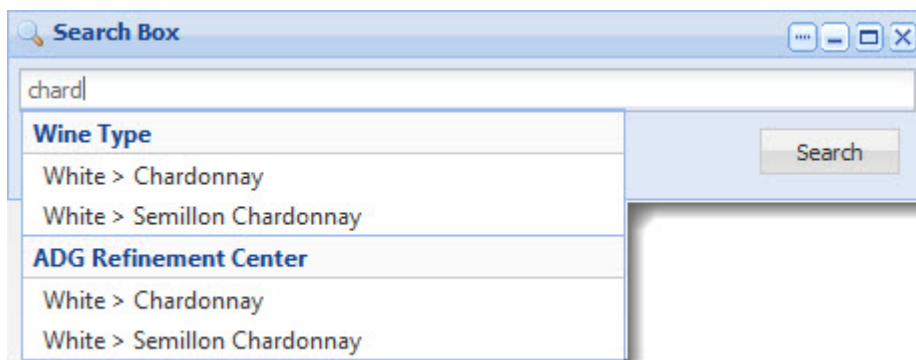 Search Box
chard
Wine Type
Search
White > Chardonnay
White > Semillon Chardonnay
ADG Refinement Center
White > Chardonnay
White > Semillon Chardonnay